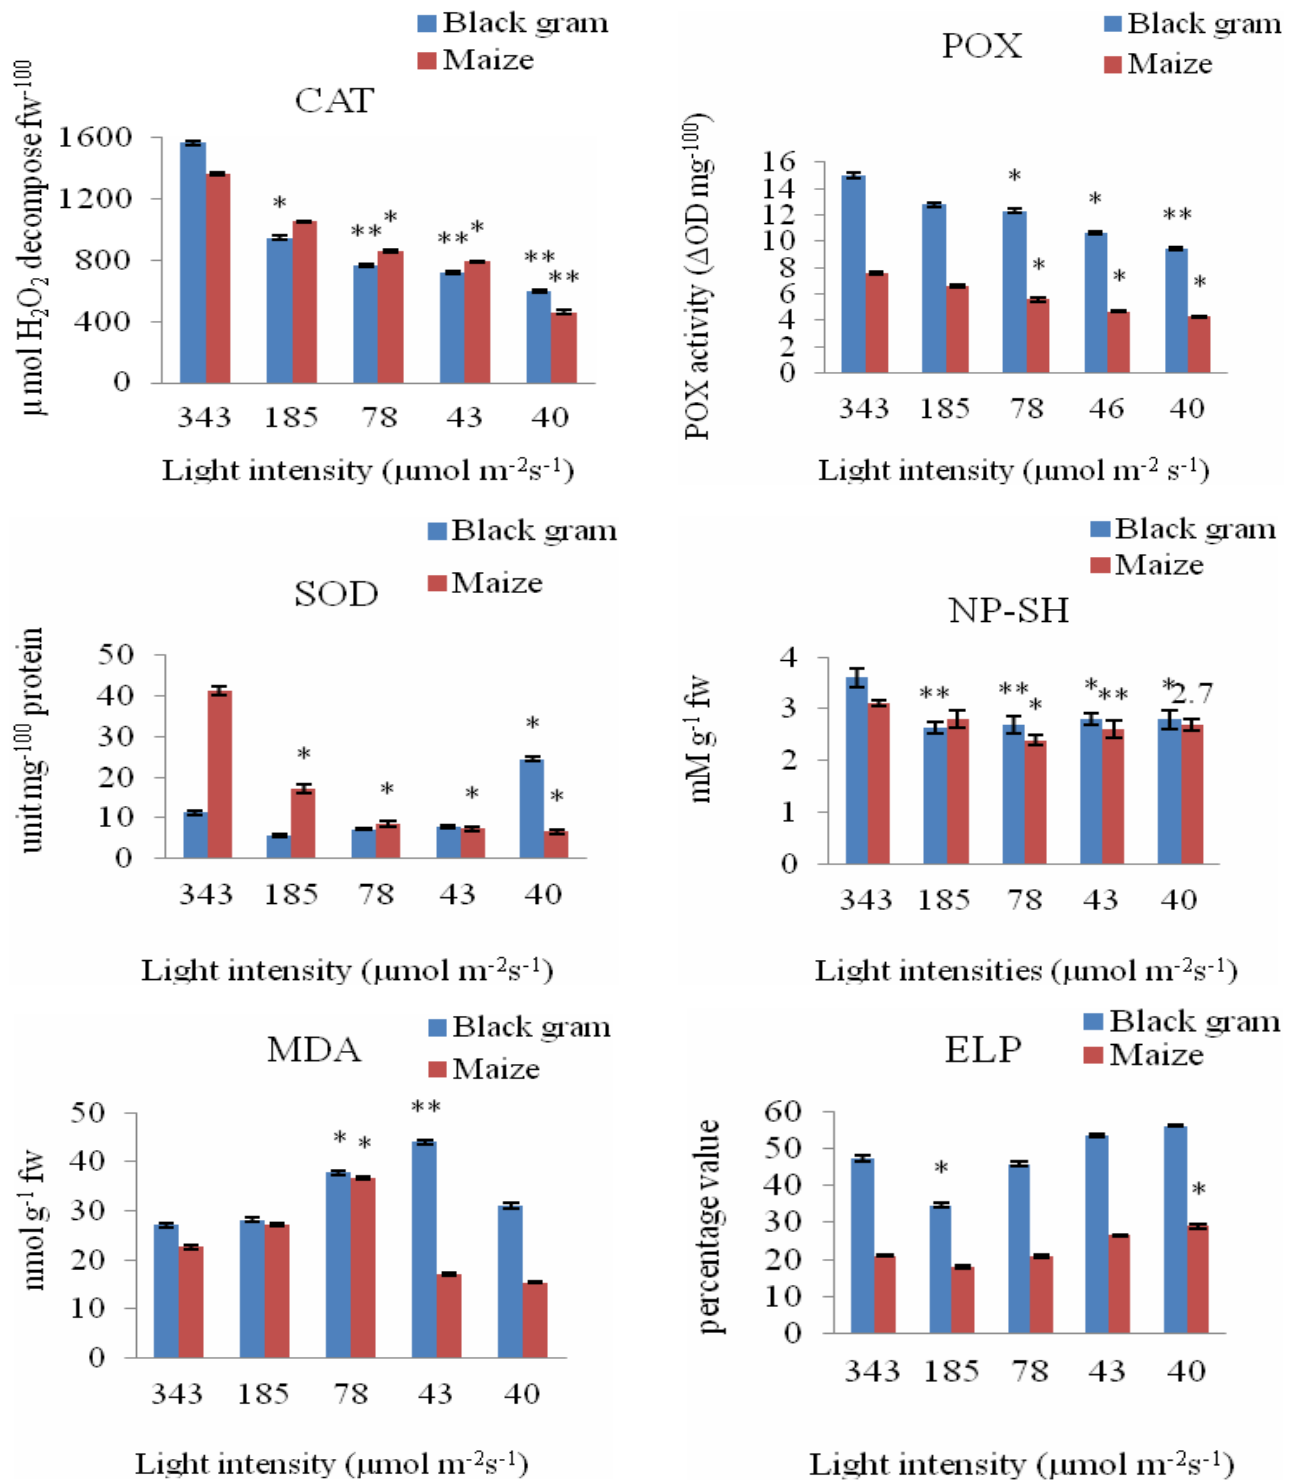 Black gram
Maize
CAT
µmol H₂O₂ decompose fw⁻¹⁰⁰
1600
1200
800
400
0
*
** *
** *
**
**
343 185 78 43 40
Light intensity (µmol m⁻²s⁻¹)
Black gram
Maize
POX
POX activity (ΔOD mg⁻¹⁰⁰)
16
14
12
10
8
6
4
2
0
* * **
* * *
343 185 78 46 40
Light intensity (µmol m⁻² s⁻¹)
Black gram
Maize
SOD
unit mg⁻¹⁰⁰ protein
50
40
30
20
10
0
*
* * * *
343 185 78 43 40
Light intensity (µmol m⁻²s⁻¹)
Black gram
Maize
NP-SH
mM g⁻¹ fw
4
3
2
1
0
** ** * ** * 2.7
*
343 185 78 43 40
Light intensities (µmol m⁻²s⁻¹)
Black gram
Maize
MDA
nmol g⁻¹ fw
50
40
30
20
10
0
**
* *
343 185 78 43 40
Light intensity (µmol m⁻²s⁻¹)
Black gram
Maize
ELP
percentage value
60
50
40
30
20
10
0
*
*
343 185 78 43 40
Light intensity (µmol m⁻²s⁻¹)